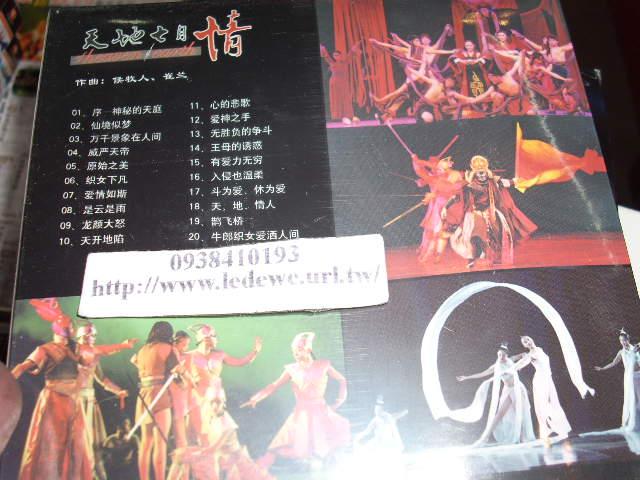 天地七月情
作曲：侯牧人、崔兰
01、序一神秘的天庭
02、仙境似梦
03、万千景象在人间
04、威严天帝
05、原始之美
06、织女下凡
07、爱情如斯
08、是云是雨
09、龙颜大怒
10、天开地陷
11、心的悲歌
12、爱神之手
13、无胜负的争斗
14、王母的诱惑
15、有爱力无穷
16、入侵也温柔
17、斗为爱、休为爱
18、天、地、情人
19、鹊飞桥
20、牛郎织女爱洒人间
0938410193
http://www.ledewe.url.tw/